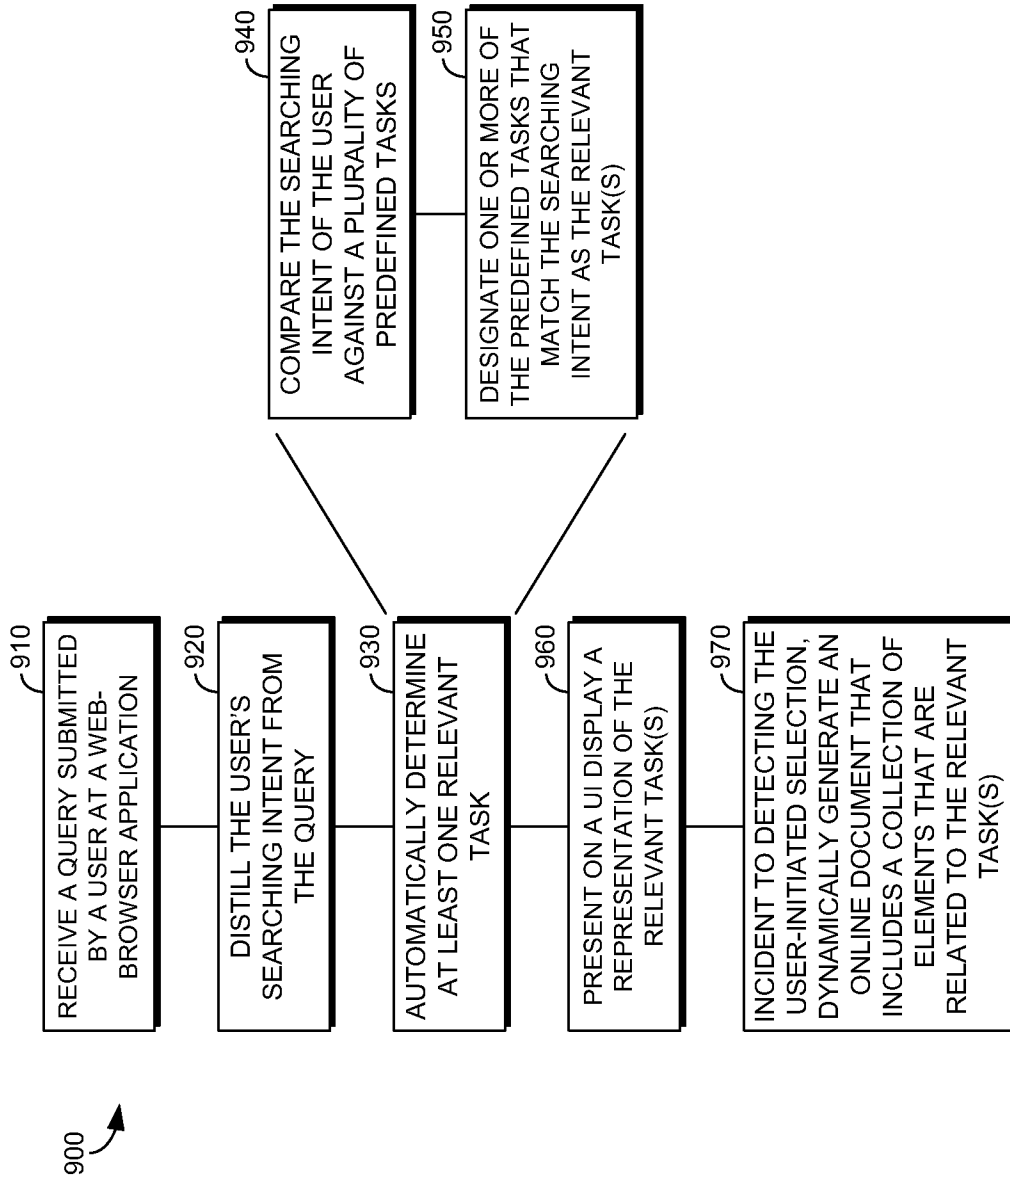 900
910
RECEIVE A QUERY SUBMITTED
BY A USER AT A WEB-
BROWSER APPLICATION
920
DISTILL THE USER'S
SEARCHING INTENT FROM
THE QUERY
930
AUTOMATICALLY DETERMINE
AT LEAST ONE RELEVANT
TASK
940
COMPARE THE SEARCHING
INTENT OF THE USER
AGAINST A PLURALITY OF
PREDEFINED TASKS
950
DESIGNATE ONE OR MORE OF
THE PREDEFINED TASKS THAT
MATCH THE SEARCHING
INTENT AS THE RELEVANT
TASK(S)
960
PRESENT ON A UI DISPLAY A
REPRESENTATION OF THE
RELEVANT TASK(S)
970
INCIDENT TO DETECTING THE
USER-INITIATED SELECTION,
DYNAMICALLY GENERATE AN
ONLINE DOCUMENT THAT
INCLUDES A COLLECTION OF
ELEMENTS THAT ARE
RELATED TO THE RELEVANT
TASK(S)